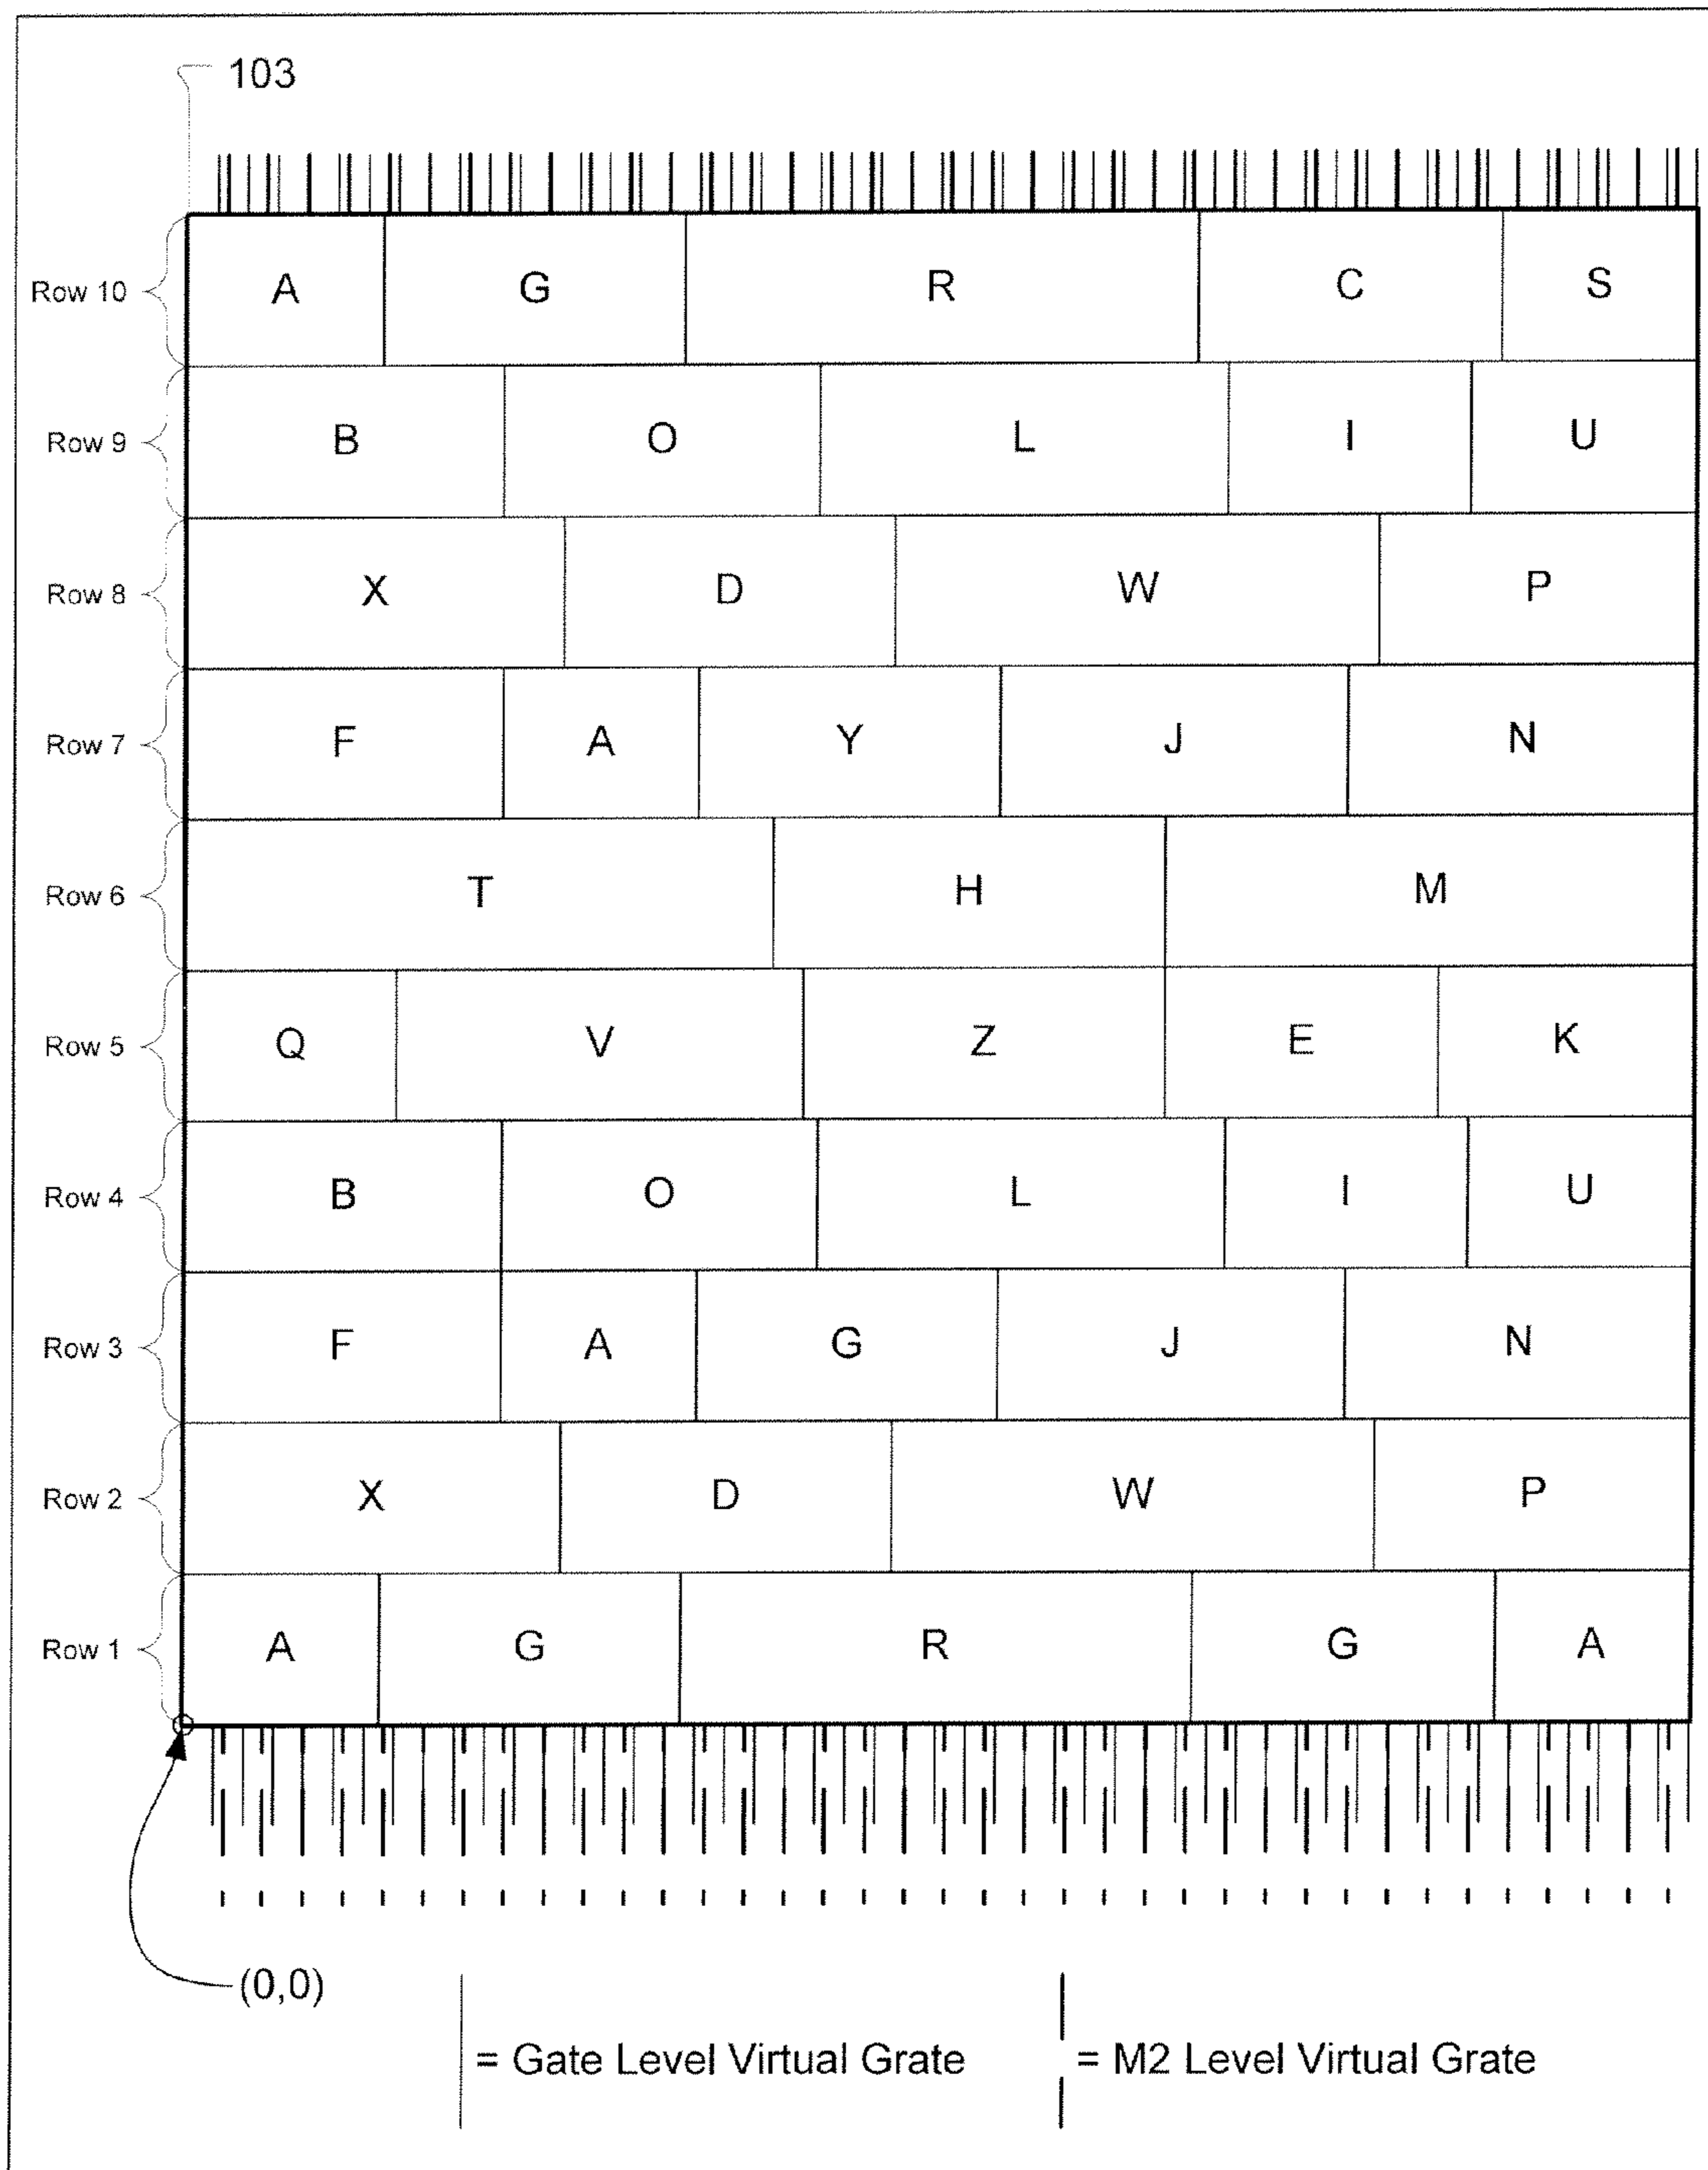 103
Row 10 A G R C S
Row 9 B O L I U
Row 8 X D W P
Row 7 F A Y J N
Row 6 T H M
Row 5 Q V Z E K
Row 4 B O L I U
Row 3 F A G J N
Row 2 X D W P
Row 1 A G R G A
(0,0)
= Gate Level Virtual Grate = M2 Level Virtual Grate